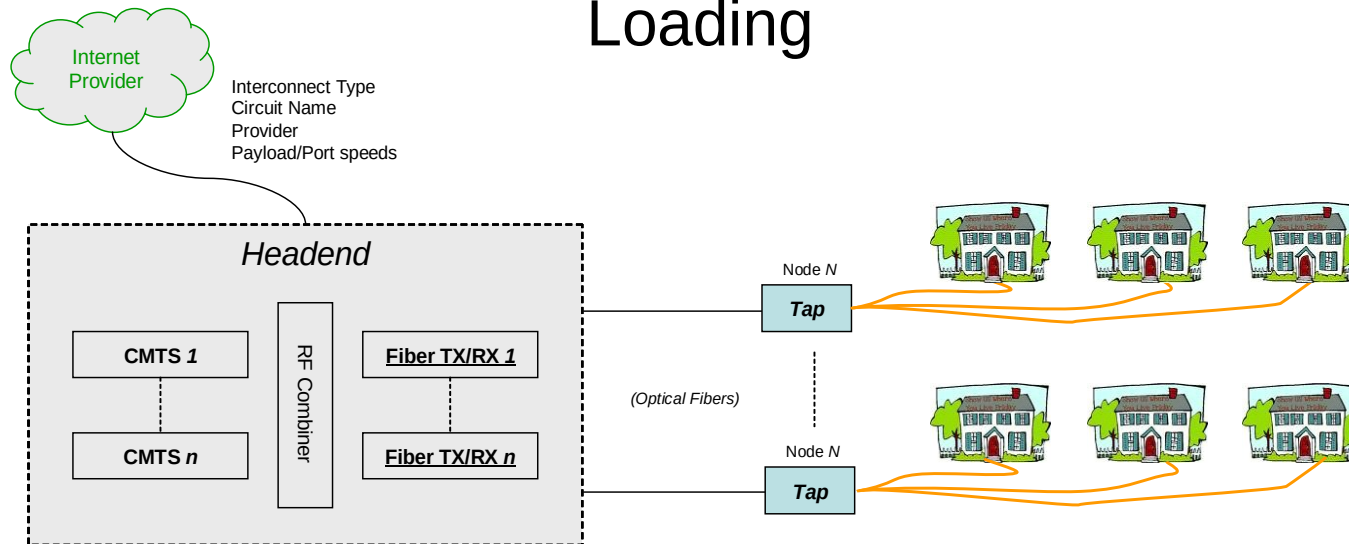 Loading
Internet
Provider
Interconnect Type
Circuit Name
Provider
Payload/Port speeds
Headend
CMTS 1
CMTS n
RF Combiner
Fiber TX/RX 1
Fiber TX/RX n
(Optical Fibers)
Node N
Tap
Node N
Tap